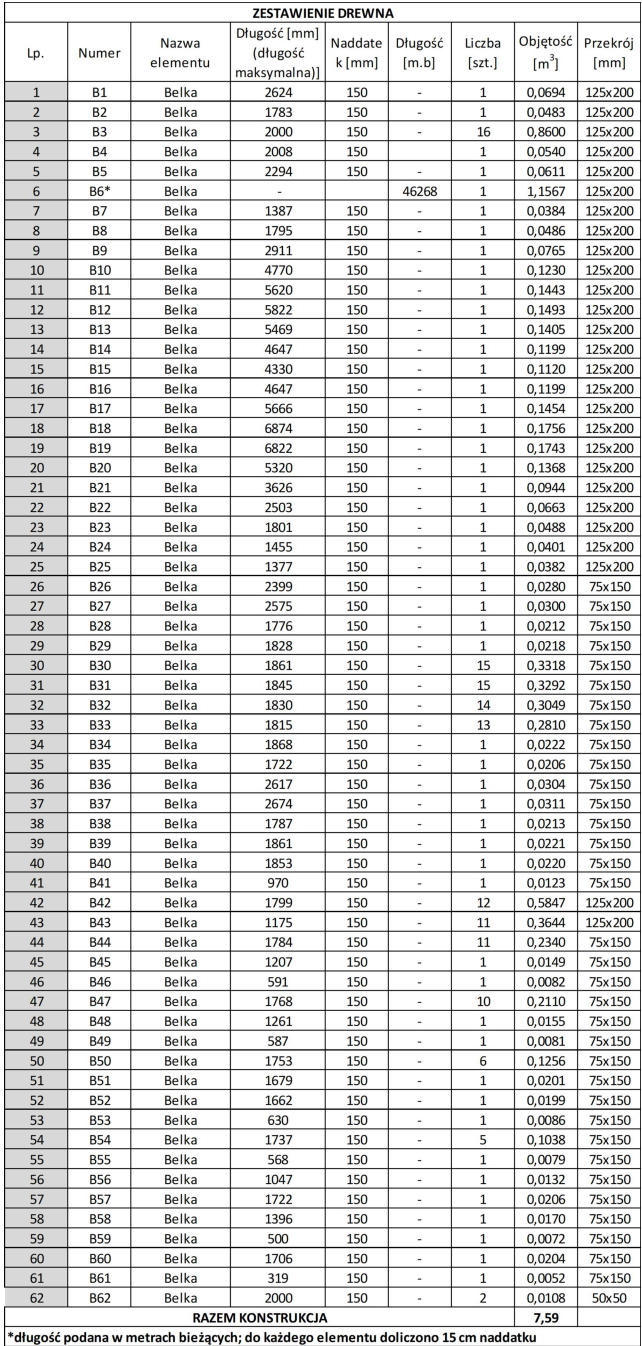 ZESTAWIENIE DREWNA
Lp. Numer Nazwa elementu Długość [mm] (długość maksymalna)] Naddatek [mm] Długość [m.b] Liczba [szt.] Objętość [m³] Przekrój [mm]
1 B1 Belka 2624 150 - 1 0,0694 125x200
2 B2 Belka 1783 150 - 1 0,0483 125x200
3 B3 Belka 2000 150 - 16 0,8600 125x200
4 B4 Belka 2008 150 1 0,0540 125x200
5 B5 Belka 2294 150 - 1 0,0611 125x200
6 B6* Belka - 46268 1 1,1567 125x200
7 B7 Belka 1387 150 - 1 0,0384 125x200
8 B8 Belka 1795 150 - 1 0,0486 125x200
9 B9 Belka 2911 150 - 1 0,0765 125x200
10 B10 Belka 4770 150 - 1 0,1230 125x200
11 B11 Belka 5620 150 - 1 0,1443 125x200
12 B12 Belka 5822 150 - 1 0,1493 125x200
13 B13 Belka 5469 150 - 1 0,1405 125x200
14 B14 Belka 4647 150 - 1 0,1199 125x200
15 B15 Belka 4330 150 - 1 0,1120 125x200
16 B16 Belka 4647 150 - 1 0,1199 125x200
17 B17 Belka 5666 150 - 1 0,1454 125x200
18 B18 Belka 6874 150 - 1 0,1756 125x200
19 B19 Belka 6822 150 - 1 0,1743 125x200
20 B20 Belka 5320 150 - 1 0,1368 125x200
21 B21 Belka 3626 150 - 1 0,0944 125x200
22 B22 Belka 2503 150 - 1 0,0663 125x200
23 B23 Belka 1801 150 - 1 0,0488 125x200
24 B24 Belka 1455 150 - 1 0,0401 125x200
25 B25 Belka 1377 150 - 1 0,0382 125x200
26 B26 Belka 2399 150 - 1 0,0280 75x150
27 B27 Belka 2575 150 - 1 0,0300 75x150
28 B28 Belka 1776 150 - 1 0,0212 75x150
29 B29 Belka 1828 150 - 1 0,0218 75x150
30 B30 Belka 1861 150 - 15 0,3318 75x150
31 B31 Belka 1845 150 - 15 0,3292 75x150
32 B32 Belka 1830 150 - 14 0,3049 75x150
33 B33 Belka 1815 150 - 13 0,2810 75x150
34 B34 Belka 1868 150 - 1 0,0222 75x150
35 B35 Belka 1722 150 - 1 0,0206 75x150
36 B36 Belka 2617 150 - 1 0,0304 75x150
37 B37 Belka 2674 150 - 1 0,0311 75x150
38 B38 Belka 1787 150 - 1 0,0213 75x150
39 B39 Belka 1861 150 - 1 0,0221 75x150
40 B40 Belka 1853 150 - 1 0,0220 75x150
41 B41 Belka 970 150 - 1 0,0123 75x150
42 B42 Belka 1799 150 - 12 0,5847 125x200
43 B43 Belka 1175 150 - 11 0,3644 125x200
44 B44 Belka 1784 150 - 11 0,2340 75x150
45 B45 Belka 1207 150 - 1 0,0149 75x150
46 B46 Belka 591 150 - 1 0,0082 75x150
47 B47 Belka 1768 150 - 10 0,2110 75x150
48 B48 Belka 1261 150 - 1 0,0155 75x150
49 B49 Belka 587 150 - 1 0,0081 75x150
50 B50 Belka 1753 150 - 6 0,1256 75x150
51 B51 Belka 1679 150 - 1 0,0201 75x150
52 B52 Belka 1662 150 - 1 0,0199 75x150
53 B53 Belka 630 150 - 1 0,0086 75x150
54 B54 Belka 1737 150 - 5 0,1038 75x150
55 B55 Belka 568 150 - 1 0,0079 75x150
56 B56 Belka 1047 150 - 1 0,0132 75x150
57 B57 Belka 1722 150 - 1 0,0206 75x150
58 B58 Belka 1396 150 - 1 0,0170 75x150
59 B59 Belka 500 150 - 1 0,0072 75x150
60 B60 Belka 1706 150 - 1 0,0204 75x150
61 B61 Belka 319 150 - 1 0,0052 75x150
62 B62 Belka 2000 150 - 2 0,0108 50x50
RAZEM KONSTRUKCJA 7,59
*długość podana w metrach bieżących; do każdego elementu doliczono 15 cm naddatku